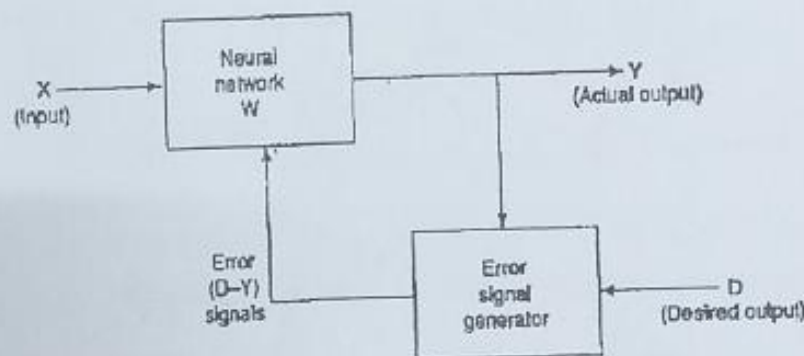 Neural
network
W
X
(Input)
Y
(Actual output)
Error
(D–Y)
signals
Error
signal
generator
D
(Desired output)